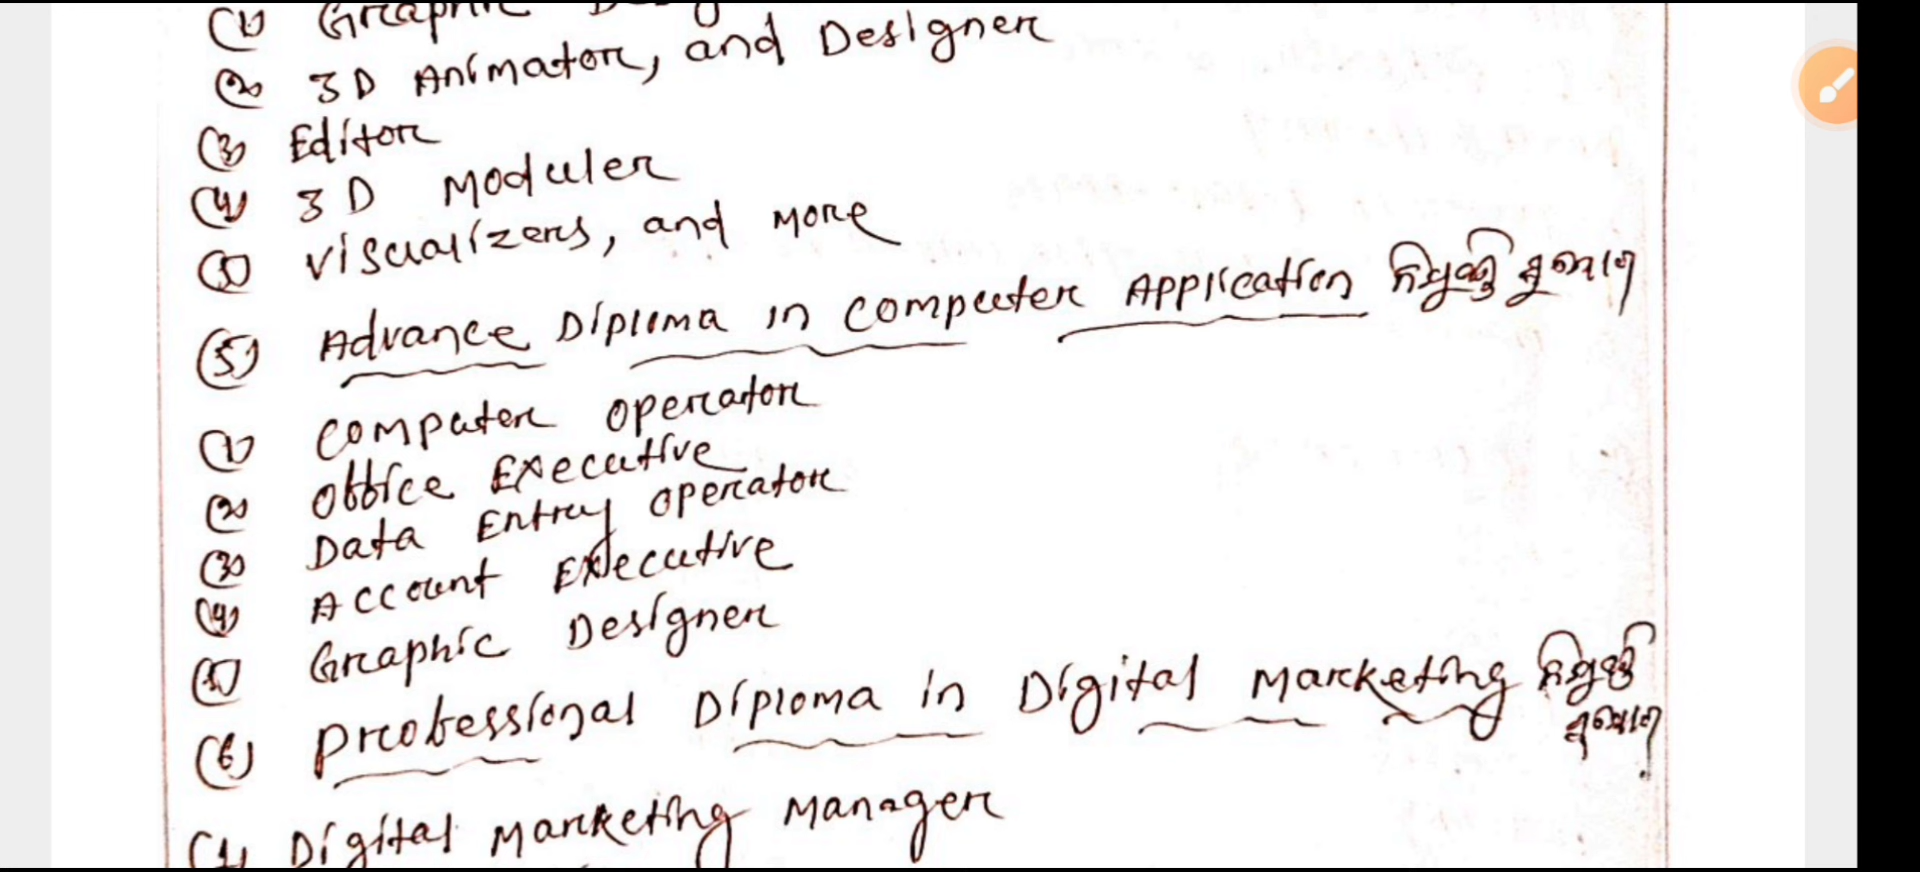 (1) Graphic
(2) 3D Animator, and Designer
(3) Editor
(4) 3D Moduler
(5) Visualizers, and More
(5) Advance Diploma in Computer Application ନିଯୁକ୍ତି ସୁଯୋଗ
(1) Computer Operator
(2) Office Executive
(3) Data Entry Operator
(4) Account Executive
(5) Graphic Designer
(6) Professional Diploma in Digital Marketing ନିଯୁକ୍ତି
ସୁଯୋଗ
(1) Digital Marketing Manager